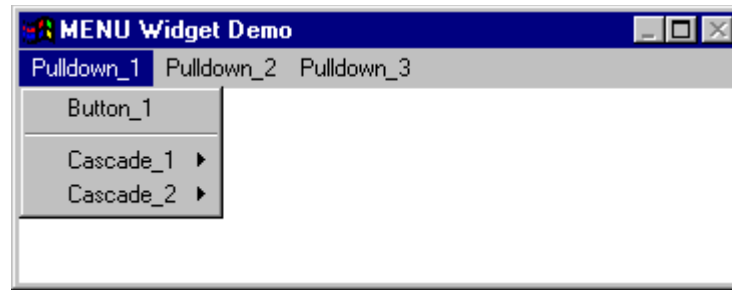 MENU Widget Demo
Pulldown_1 Pulldown_2 Pulldown_3
Button_1
Cascade_1
Cascade_2